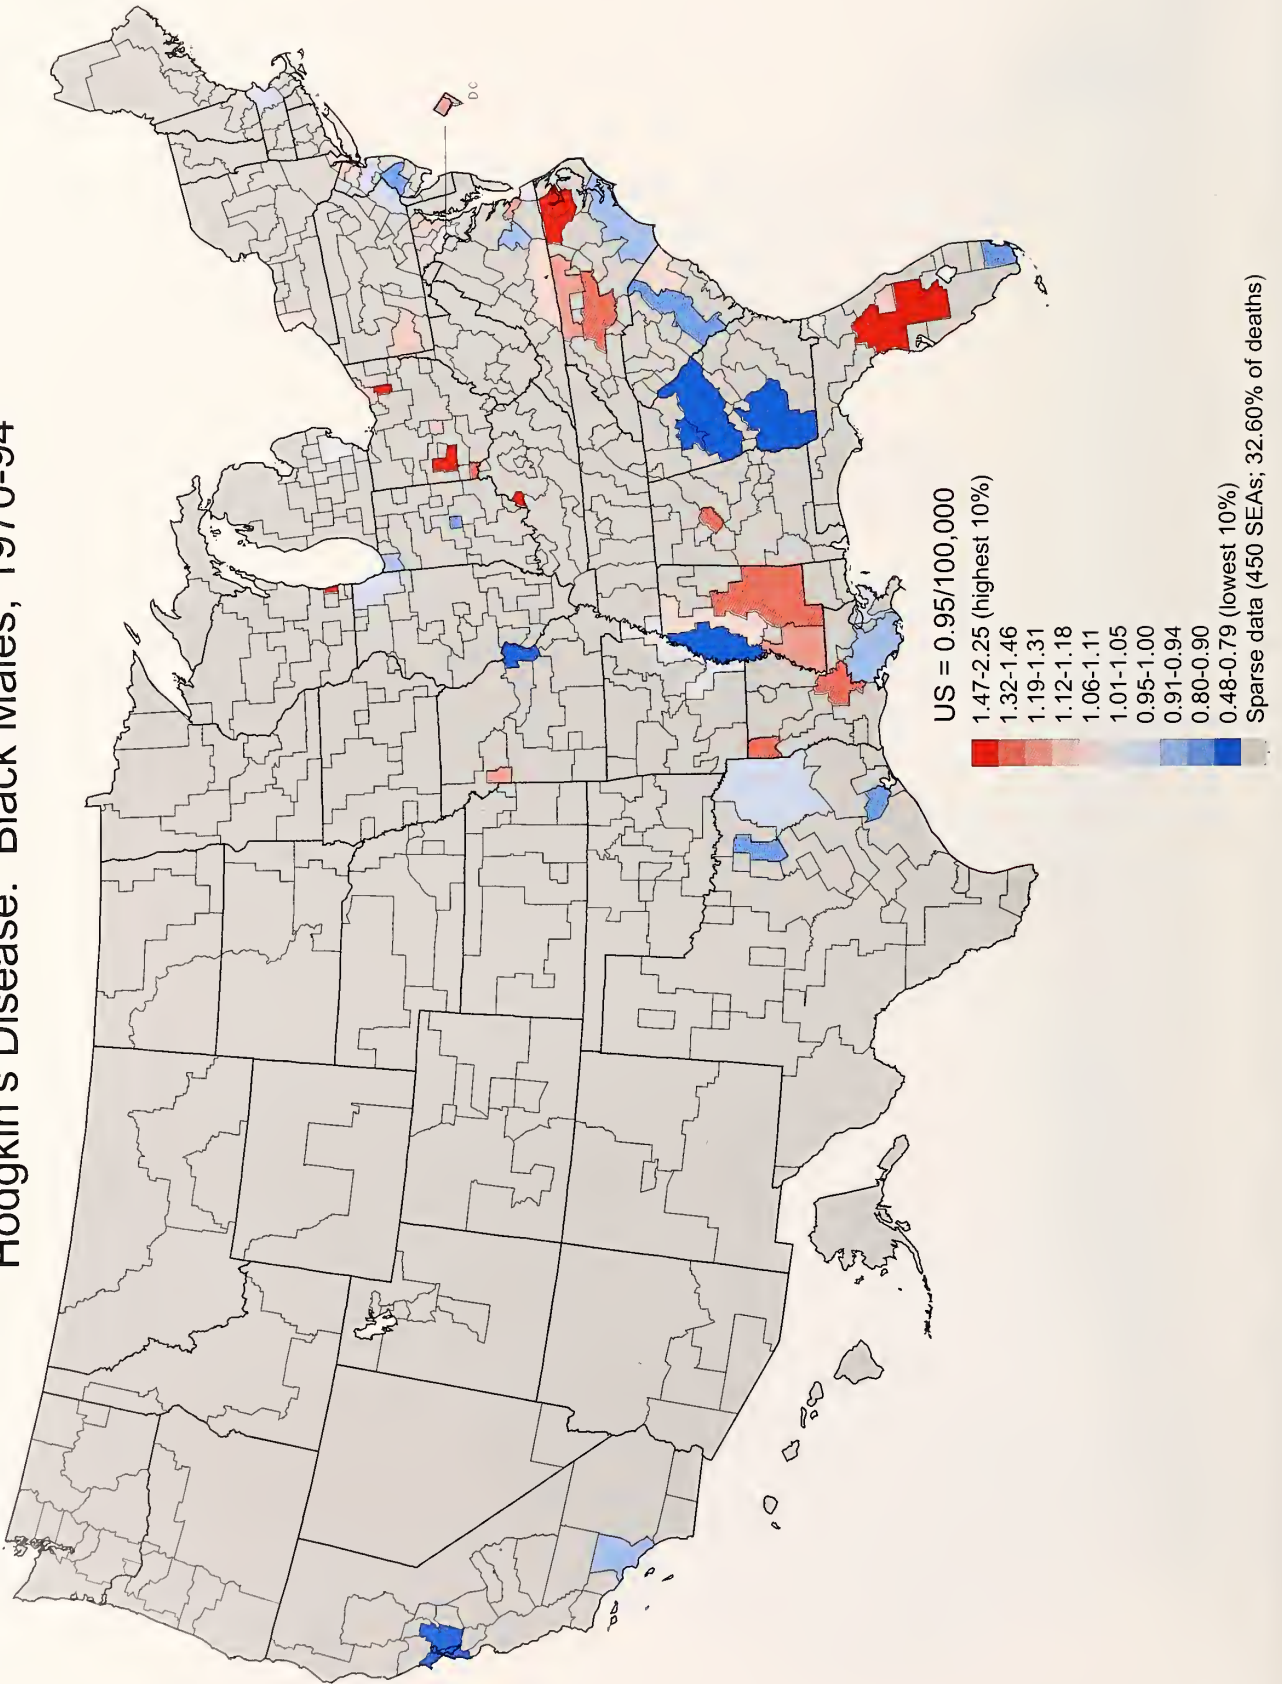 Hodgkin's Disease: Black Males, 1970-94
DC
US = 0.95/100,000
1.47-2.25 (highest 10%)
1.32-1.46
1.19-1.31
1.12-1.18
1.06-1.11
1.01-1.05
0.95-1.00
0.91-0.94
0.80-0.90
0.48-0.79 (lowest 10%)
Sparse data (450 SEAs; 32.60% of deaths)